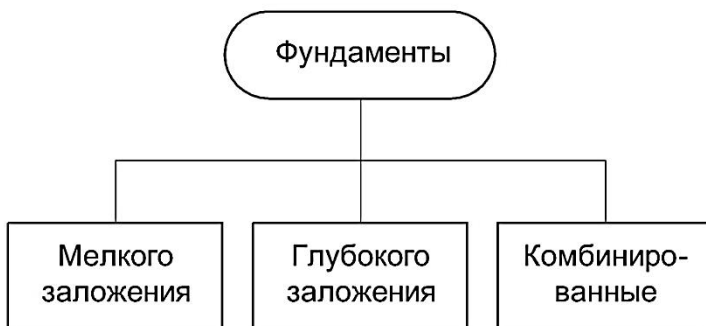 Фундаменты
Мелкого
заложения
Глубокого
заложения
Комбиниро-
ванные